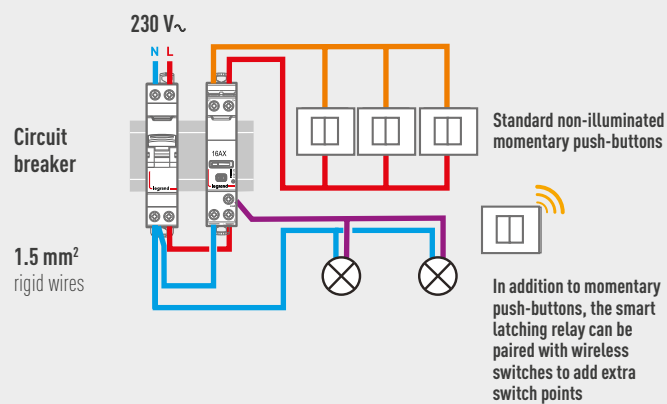 230 V~
N L
Circuit
breaker
16AX
legrand
legrand
1.5 mm²
rigid wires
Standard non-illuminated
momentary push-buttons
In addition to momentary
push-buttons, the smart
latching relay can be
paired with wireless
switches to add extra
switch points